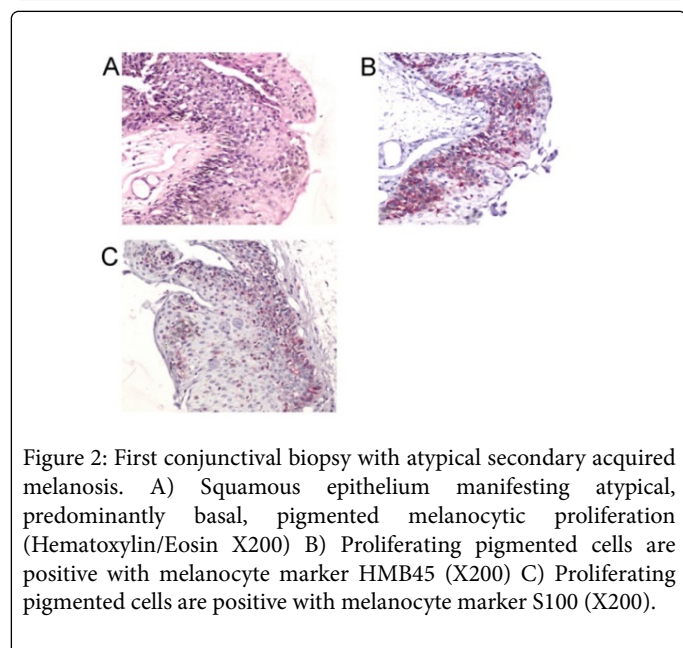 A
B
C
Figure 2: First conjunctival biopsy with atypical secondary acquired
melanosis. A) Squamous epithelium manifesting atypical,
predominantly basal, pigmented melanocytic proliferation
(Hematoxylin/Eosin X200) B) Proliferating pigmented cells are
positive with melanocyte marker HMB45 (X200) C) Proliferating
pigmented cells are positive with melanocyte marker S100 (X200).